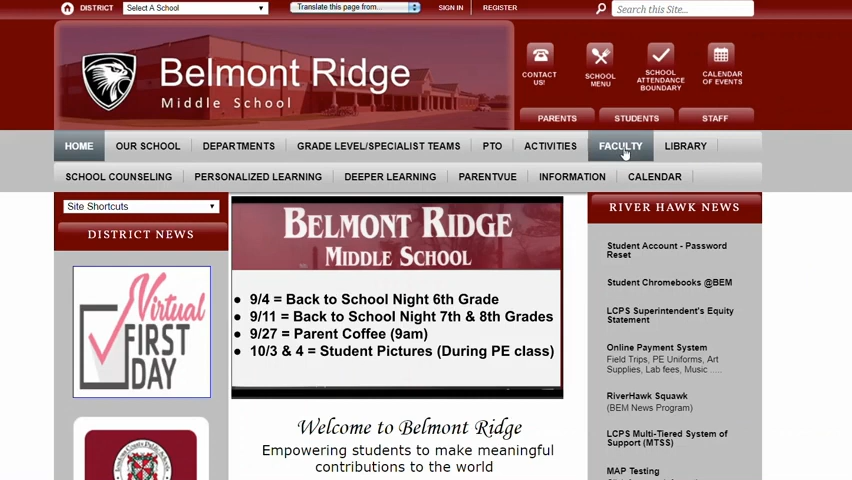 DISTRICT
Select A School
Translate this page from...
SIGN IN
REGISTER
Search this Site...
Belmont Ridge
Middle School
CONTACT
US!
SCHOOL
MENU
SCHOOL
ATTENDANCE
BOUNDARY
CALENDAR
OF EVENTS
PARENTS
STUDENTS
STAFF
HOME
OUR SCHOOL
DEPARTMENTS
GRADE LEVEL/SPECIALIST TEAMS
PTO
ACTIVITIES
FACULTY
LIBRARY
SCHOOL COUNSELING
PERSONALIZED LEARNING
DEEPER LEARNING
PARENTVUE
INFORMATION
CALENDAR
Site Shortcuts
DISTRICT NEWS
Virtual
FIRST
DAY
BELMONT RIDGE
MIDDLE SCHOOL
• 9/4 = Back to School Night 6th Grade
• 9/11 = Back to School Night 7th & 8th Grades
• 9/27 = Parent Coffee (9am)
• 10/3 & 4 = Student Pictures (During PE class)
Welcome to Belmont Ridge
Empowering students to make meaningful
contributions to the world
RIVER HAWK NEWS
Student Account - Password
Reset
Student Chromebooks @BEM
LCPS Superintendent's Equity
Statement
Online Payment System
Field Trips, PE Uniforms, Art
Supplies, Lab fees, Music .....
RiverHawk Squawk
(BEM News Program)
LCPS Multi-Tiered System of
Support (MTSS)
MAP Testing